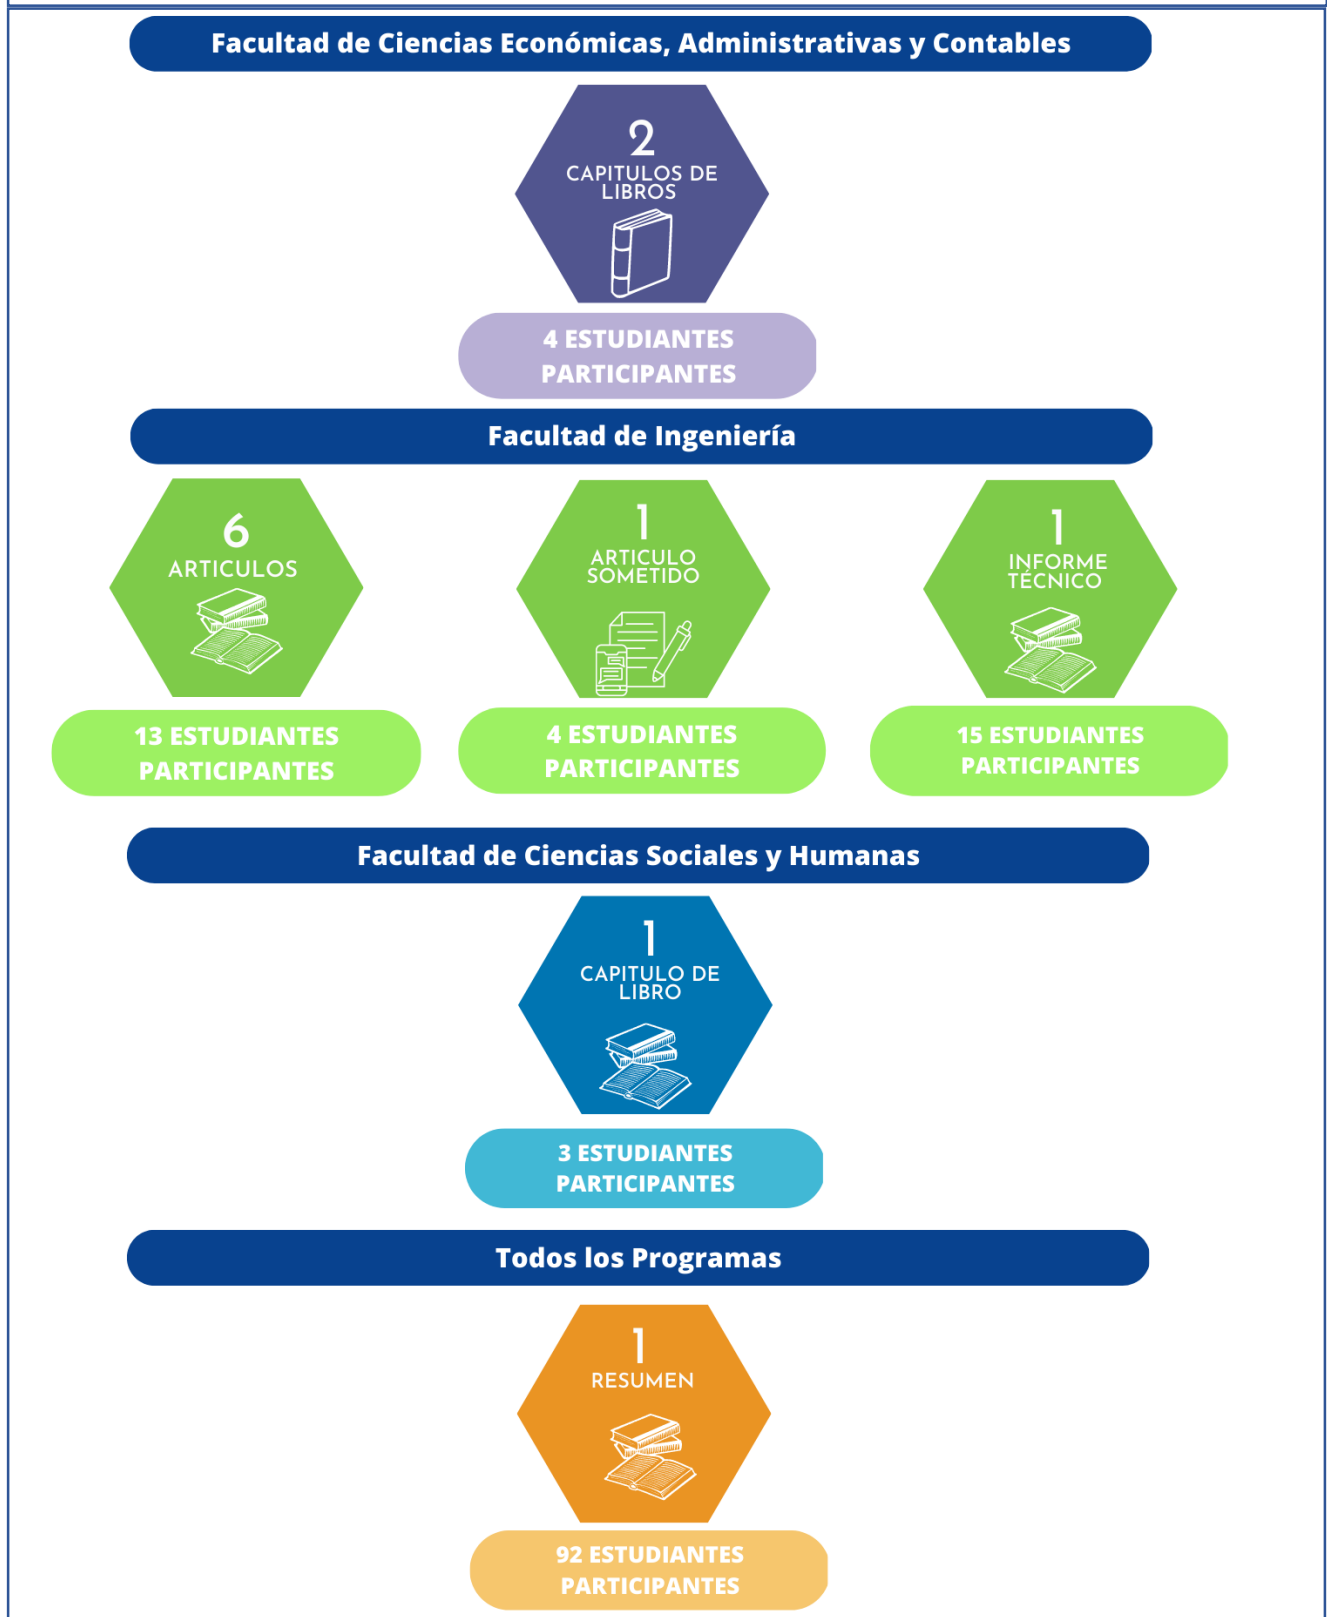 Facultad de Ciencias Económicas, Administrativas y Contables
2
CAPITULOS DE
LIBROS
4 ESTUDIANTES
PARTICIPANTES
Facultad de Ingeniería
6
ARTICULOS
13 ESTUDIANTES
PARTICIPANTES
1
ARTICULO
SOMETIDO
4 ESTUDIANTES
PARTICIPANTES
1
INFORME
TÉCNICO
15 ESTUDIANTES
PARTICIPANTES
Facultad de Ciencias Sociales y Humanas
1
CAPITULO DE
LIBRO
3 ESTUDIANTES
PARTICIPANTES
Todos los Programas
1
RESUMEN
92 ESTUDIANTES
PARTICIPANTES